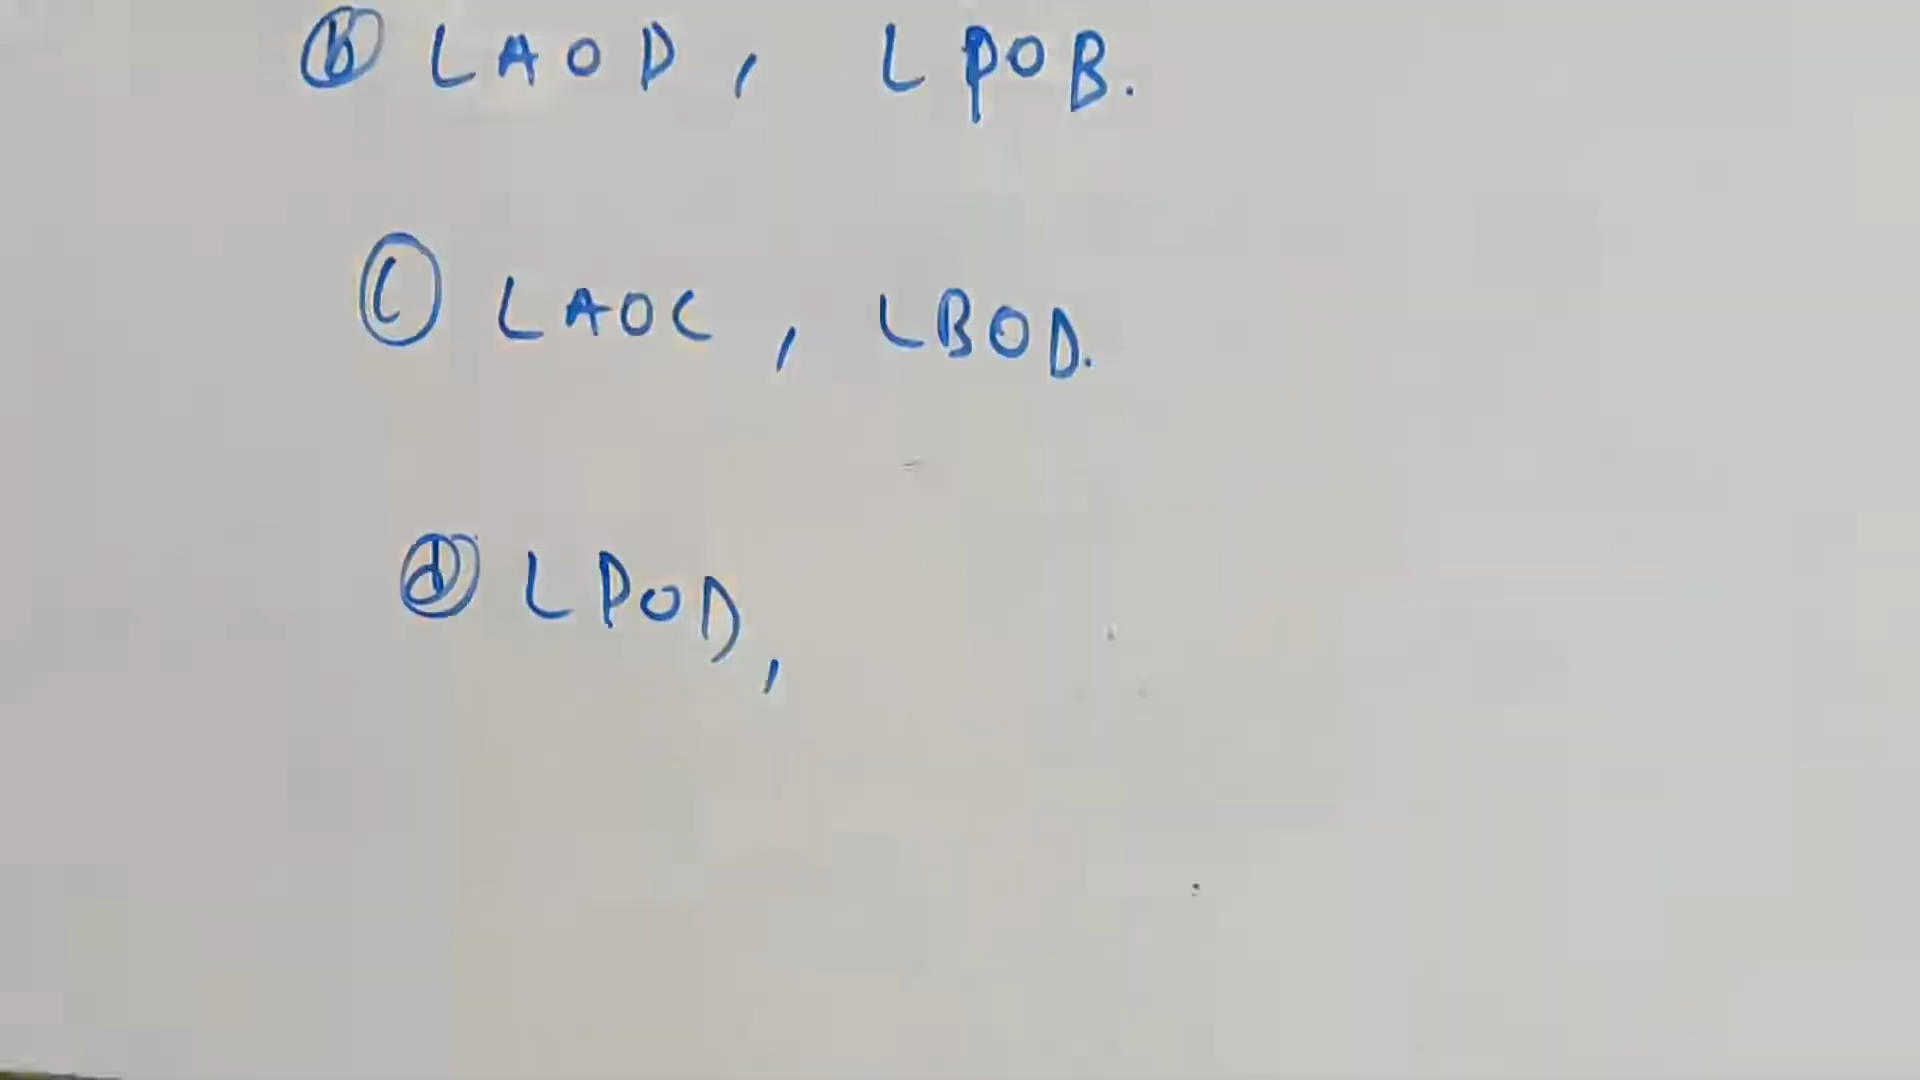 (b) ∠AOD, ∠POB.
(c) ∠AOC, ∠BOD.
(d) ∠POD,